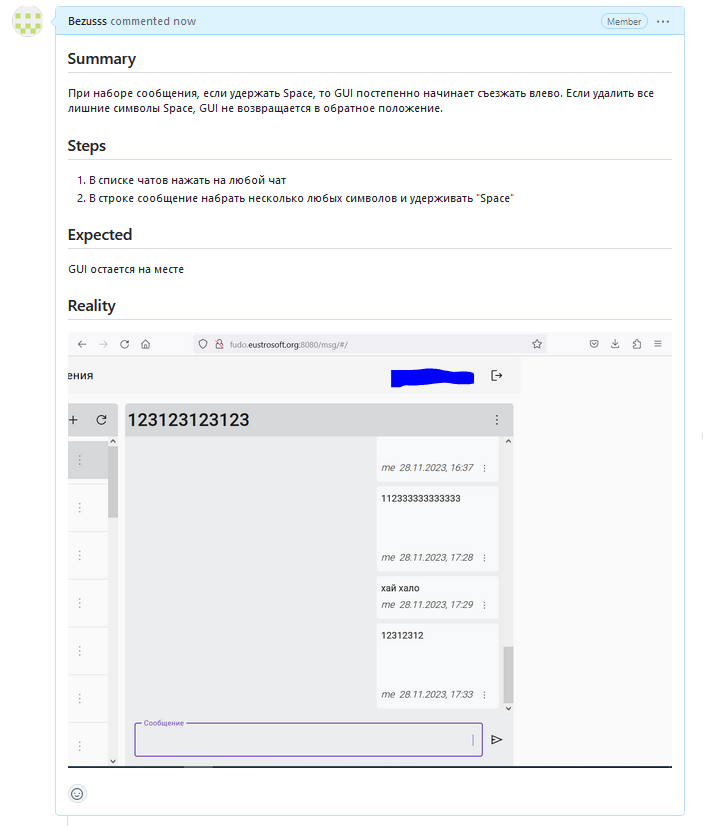 Bezusss commented now
Member
Summary
При наборе сообщения, если удержать Space, то GUI постепенно начинает съезжать влево. Если удалить все
лишние символы Space, GUI не возвращается в обратное положение.
Steps
1. В списке чатов нажать на любой чат
2. В строке сообщение набрать несколько любых символов и удерживать "Space"
Expected
GUI остается на месте
Reality
fudo.eustrosoft.org:8080/msg/#/
ения
123123123123
me 28.11.2023, 16:37
112333333333333
me 28.11.2023, 17:28
хай хало
me 28.11.2023, 17:29
12312312
me 28.11.2023, 17:33
Сообщение